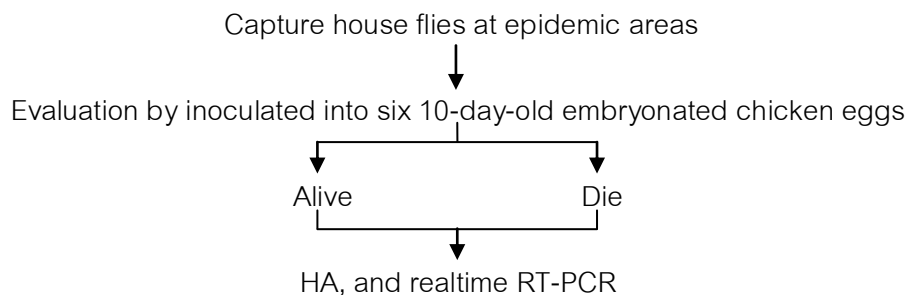 Capture house flies at epidemic areas
Evaluation by inoculated into six 10-day-old embryonated chicken eggs
Alive
Die
HA, and realtime RT-PCR